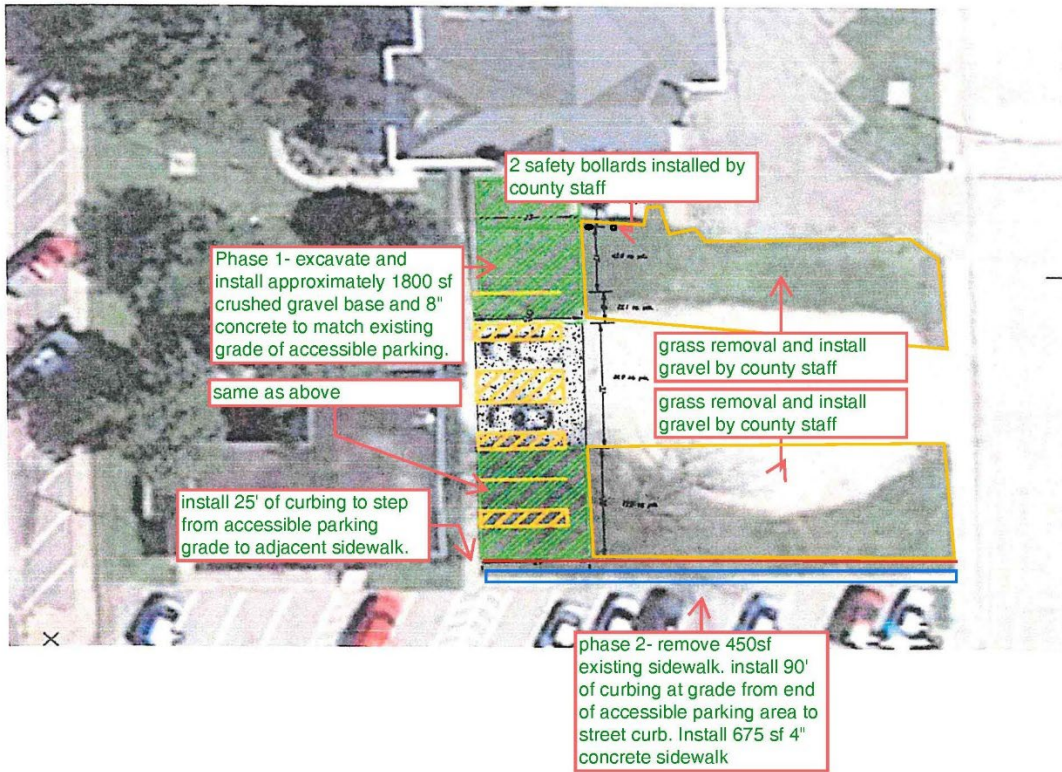 2 safety bollards installed by
county staff
Phase 1- excavate and
install approximately 1800 sf
crushed gravel base and 8"
concrete to match existing
grade of accessible parking.
grass removal and install
gravel by county staff
same as above
grass removal and install
gravel by county staff
install 25' of curbing to step
from accessible parking
grade to adjacent sidewalk.
phase 2- remove 450sf
existing sidewalk. install 90'
of curbing at grade from end
of accessible parking area to
street curb. Install 675 sf 4"
concrete sidewalk